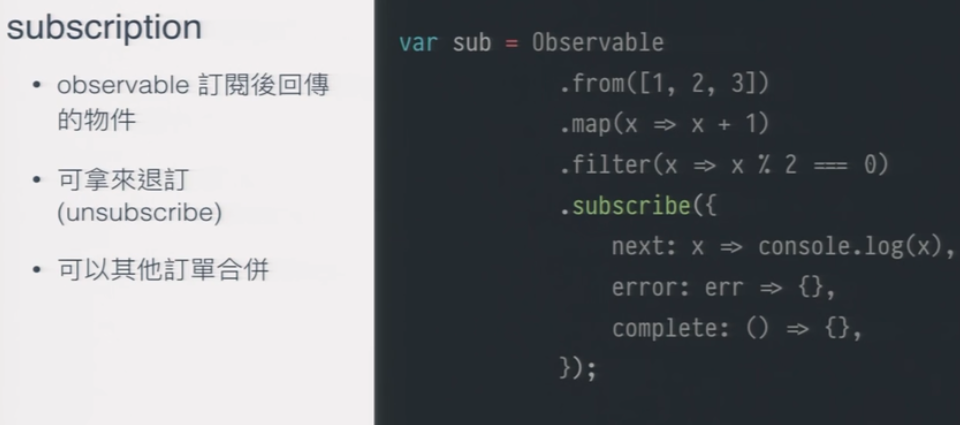 subscription
• observable 訂閱後回傳
的物件
• 可拿來退訂
(unsubscribe)
• 可以其他訂單合併
var sub = Observable
.from([1, 2, 3])
.map(x => x + 1)
.filter(x => x % 2 === 0)
.subscribe({
next: x => console.log(x),
error: err => {},
complete: () => {},
});